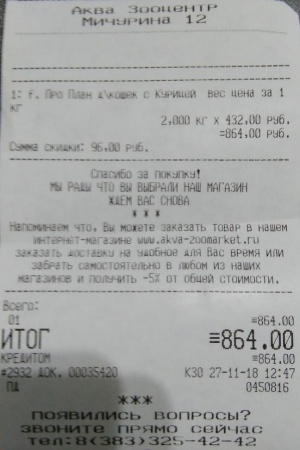 Аква Зооцентр
Мичурина 12
1: f. Про План д\кошек с Курицей вес цена за 1
кг
2,000 кг x 432,00 руб.
=864.00 руб.
Сумма скидки: 96.00 руб.
Спасибо за покупку!
МЫ РАДЫ ЧТО ВЫ ВЫБРАЛИ НАШ МАГАЗИН
ЖДЕМ ВАС СНОВА
* * *
Напоминаем что, Вы можете заказать товар в нашем
интернет-магазине www.akva-zoomarket.ru
заказать доставку на удобное для Вас время или
забрать самостоятельно в любом из наших
магазинов и получить -5% от общей стоимости.
Всего:
01 =864.00
ИТОГ =864.00
КРЕДИТОМ =864.00
#2932 ДОК. 00035420 К30 27-11-18 12:47
ПД 0450816
***
появились вопросы?
звоните прямо сейчас
тел:8(383)325-42-42